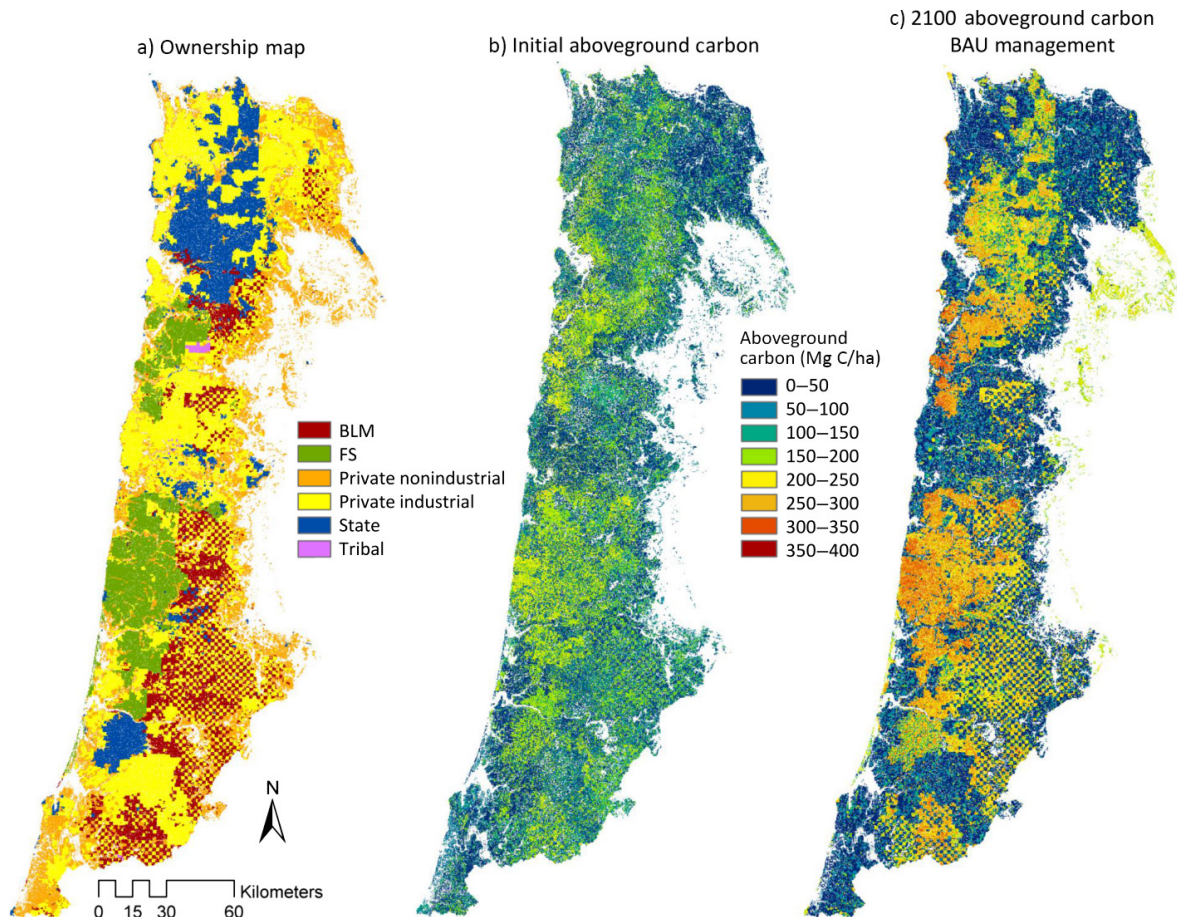 a) Ownership map
b) Initial aboveground carbon
c) 2100 aboveground carbon
BAU management
BLM
FS
Private nonindustrial
Private industrial
State
Tribal
N
Kilometers
0 15 30 60
Aboveground
carbon (Mg C/ha)
0–50
50–100
100–150
150–200
200–250
250–300
300–350
350–400